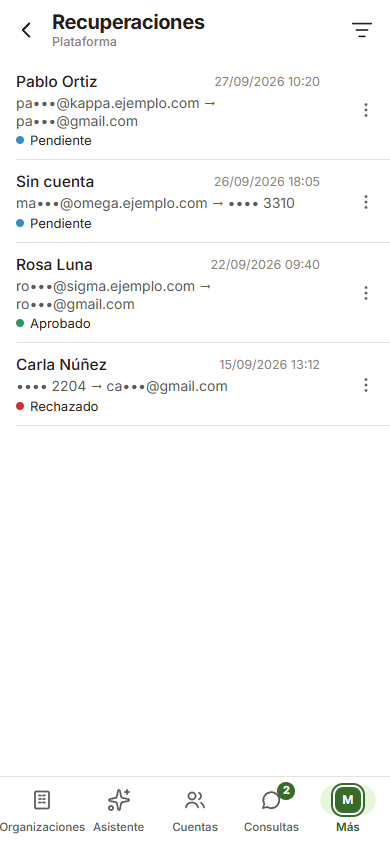 Recuperaciones
Plataforma
Pablo Ortiz 27/09/2026 10:20
pa•••@kappa.ejemplo.com →
pa•••@gmail.com
Pendiente
Sin cuenta 26/09/2026 18:05
ma•••@omega.ejemplo.com → •••• 3310
Pendiente
Rosa Luna 22/09/2026 09:40
ro•••@sigma.ejemplo.com →
ro•••@gmail.com
Aprobado
Carla Núñez 15/09/2026 13:12
•••• 2204 → ca•••@gmail.com
Rechazado
2
M
Organizaciones Asistente Cuentas Consultas Más